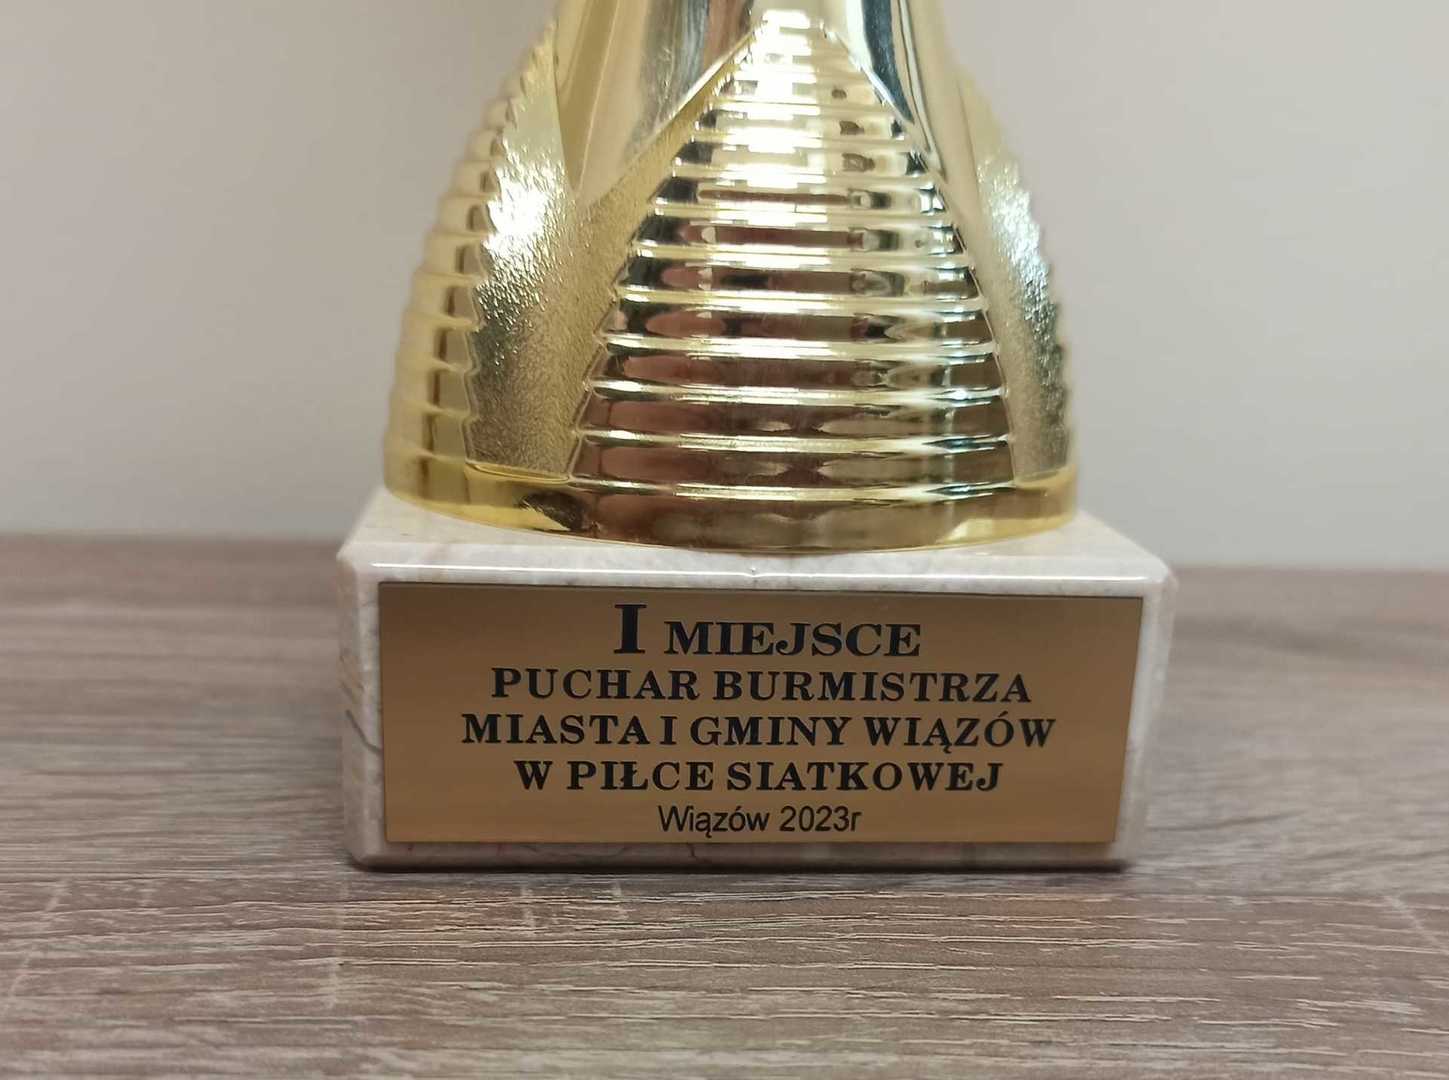 I MIEJSCE
PUCHAR BURMISTRZA
MIASTA I GMINY WIĄZÓW
W PIŁCE SIATKOWEJ
Wiązów 2023r